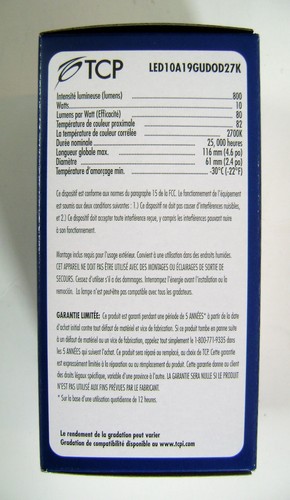 TCP LED10A19GUDOD27K
Intensité lumineuse (lumens) 800
Watts 10
Lumens par Watt (Efficacité) 80
Température de couleur proximale 82
La température de couleur corrélée 2700K
Durée nominale 25,000 heures
Longueur globale max. 116 mm (4.6 po)
Diamètre 61 mm (2.4 po)
Température d'amorçage min. -30°C (-22°F)
Ce dispositif est conforme aux normes du paragraphe 15 de la FCC. Le fonctionnement de l'équipement
est soumis aux deux conditions suivantes : 1.) Ce dispositif ne doit pas causer d'interférences nuisibles,
et 2.) Ce dispositif doit accepter toute interférence reçue, y compris les interférences pouvant nuire
à son fonctionnement.
Montage inclus requis pour l'usage extérieur. Convient à une utilisation dans des endroits humides.
CET APPAREIL NE DOIT PAS ÊTRE UTILISÉ AVEC DES MONTAGES OU ÉCLAIRAGES DE SORTIE DE
SECOURS. Cessez d'utiliser s'il a des dommages. Interrompez l'énergie avant l'installation ou
le remozion. La lampe n'est peut-être pas compatible avec tous les gradateurs.
GARANTIE LIMITÉE: Ce produit est garanti pendant une période de 5 ANNÉES* à partir de la date
d'achat initial contre tout défaut de matériel et vice de fabrication. Si ce produit tombe en panne suite
à un défaut de matériel ou un vice de fabrication, appelez tout simplement le 1-800-771-9335 dans
les 5 ANNÉES qui suivent l'achat. Ce produit sera réparé ou remplacé, au choix de TCP. Cette garantie
est expressément limitée à la réparation ou au remplacement du produit. Cette garantie donne au client
des droits légaux spécifique, variable d'une province à l'autre. LA GARANTIE SERA NULLE SI LE PRODUIT
N'EST PAS UTILISÉ AUX FINS PRÉVUES PAR LE FABRICANT.
* Sur la base d'une utilisation quotidienne de 12 heures.
Le rendement de la gradation peut varier
Gradation de compatibilité disponible au www.tcpi.com